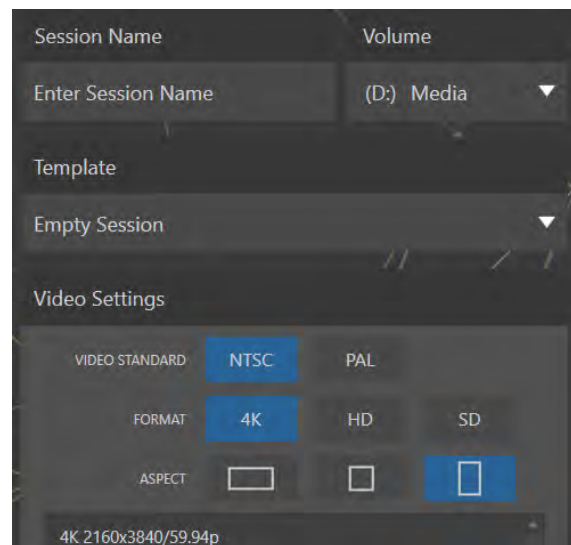 Session Name Volume
Enter Session Name (D:) Media
Template
Empty Session
Video Settings
VIDEO STANDARD NTSC PAL
FORMAT 4K HD SD
ASPECT
4K 2160x3840/59.94p